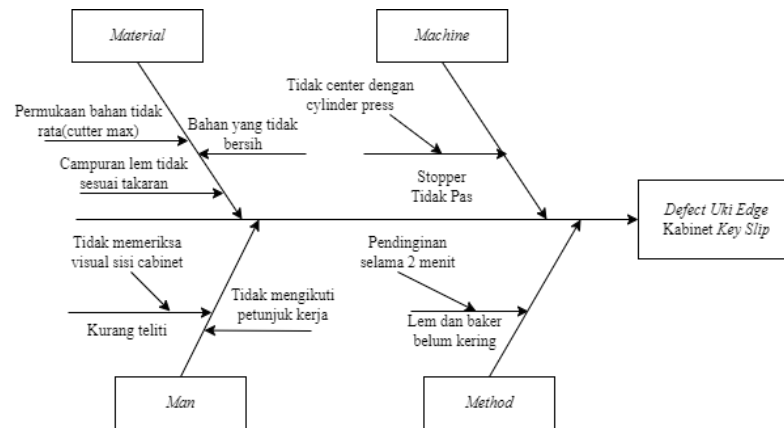 Material
Machine
Tidak center dengan
cylinder press
Permukaan bahan tidak
rata(cutter max)
Bahan yang tidak
bersih
Campuran lem tidak
sesuai takaran
Stopper
Tidak Pas
Defect Uki Edge
Kabinet Key Slip
Tidak memeriksa
visual sisi cabinet
Pendinginan
selama 2 menit
Tidak mengikuti
petunjuk kerja
Kurang teliti
Lem dan baker
belum kering
Man
Method